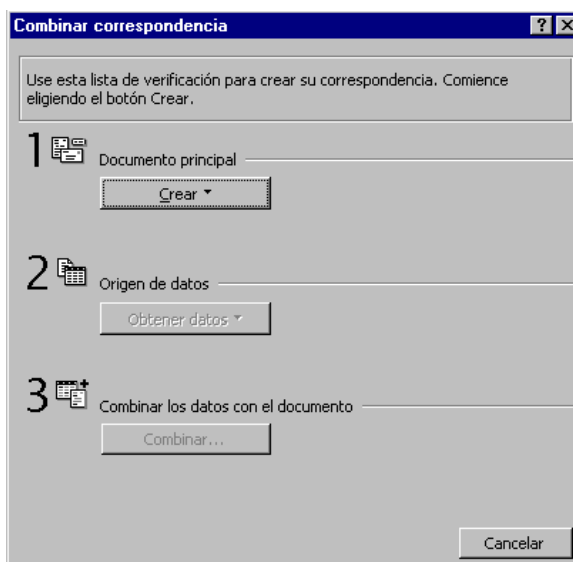 Combinar correspondencia
Use esta lista de verificación para crear su correspondencia. Comience
eligiendo el botón Crear.
1 Documento principal
Crear
2 Origen de datos
Obtener datos
3 Combinar los datos con el documento
Combinar...
Cancelar